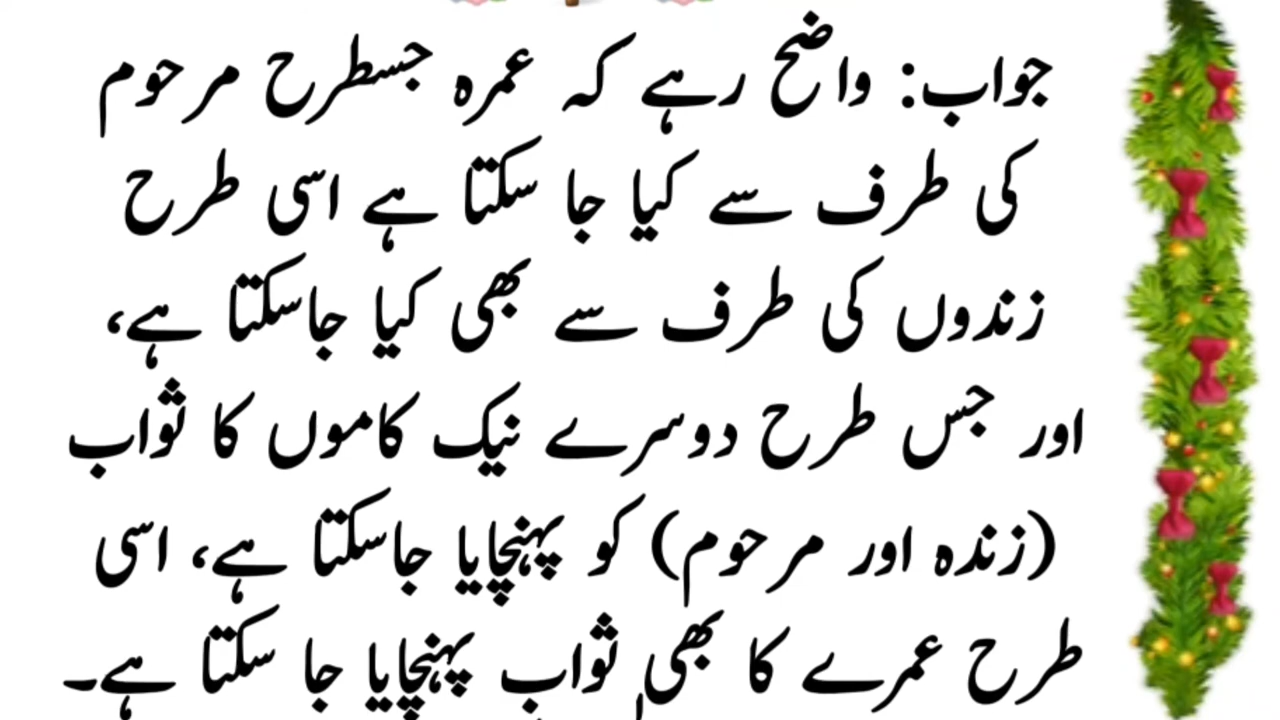 جواب: واضح رہے کہ عمرہ جسطرح مرحوم
کی طرف سے کیا جا سکتا ہے اسی طرح
زندوں کی طرف سے بھی کیا جاسکتا ہے،
اور جس طرح دوسرے نیک کاموں کا ثواب
(زندہ اور مرحوم) کو پہنچایا جاسکتا ہے، اسی
طرح عمرے کا بھی ثواب پہنچایا جا سکتا ہے۔